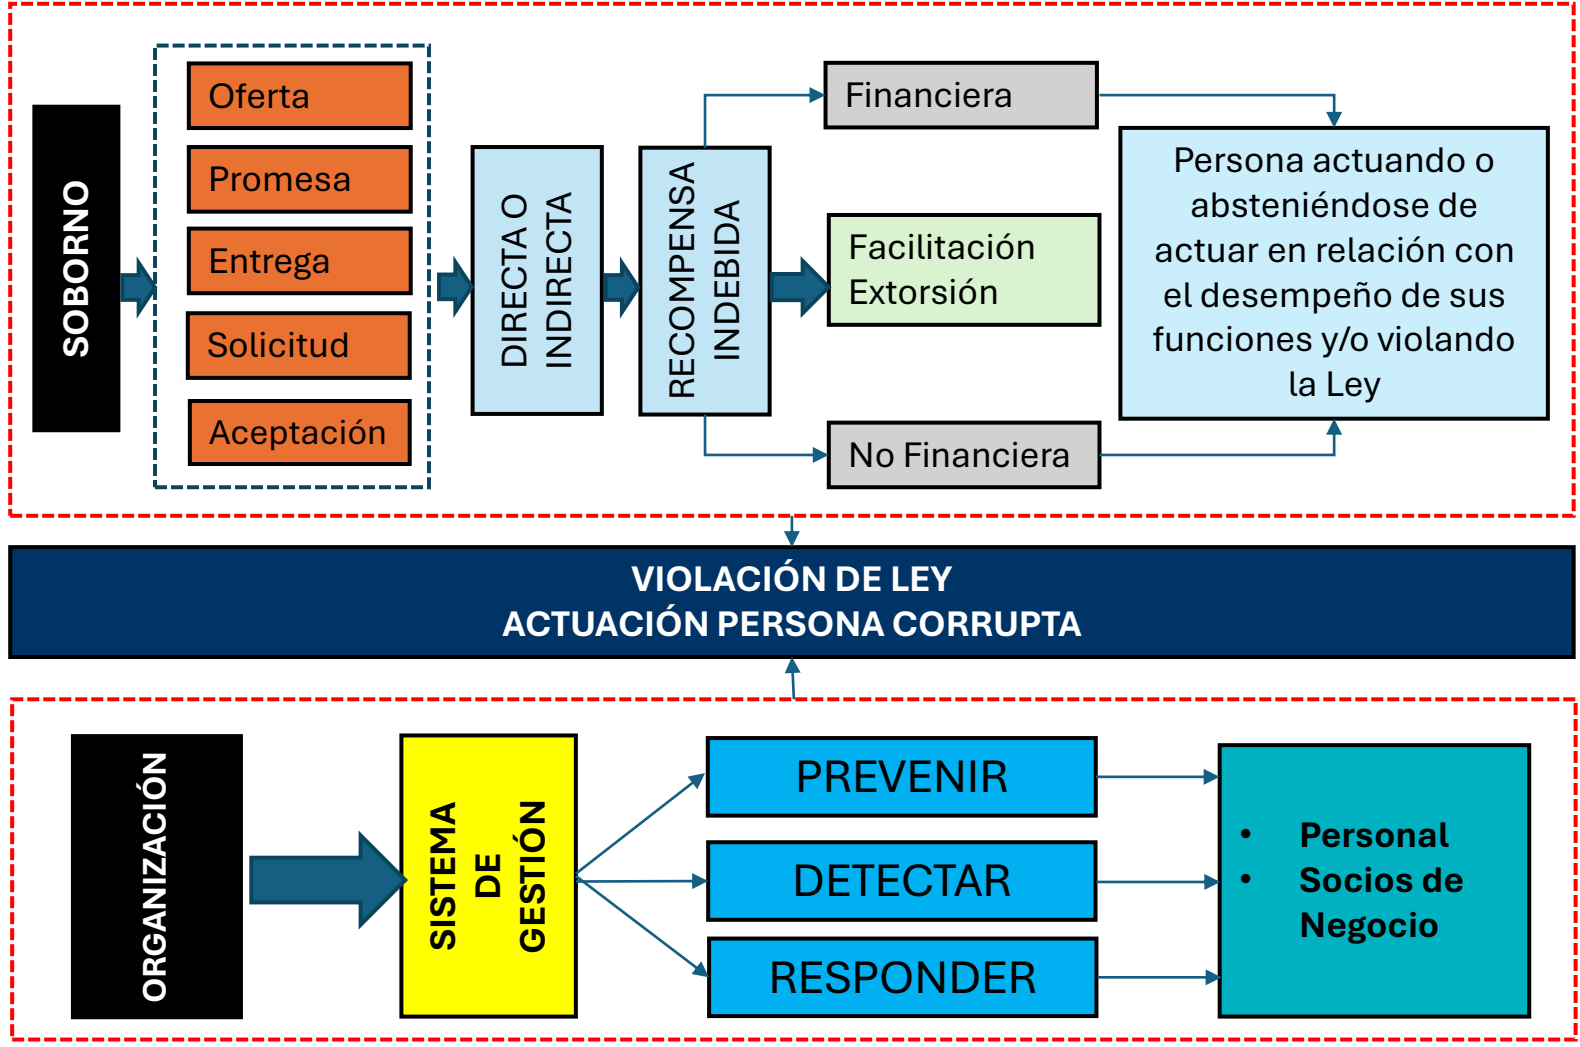 SOBORNO
Oferta
Promesa
Entrega
Solicitud
Aceptación
DIRECTA O
INDIRECTA
RECOMPENSA
INDEBIDA
Financiera
Facilitación
Extorsión
No Financiera
Persona actuando o
absteniéndose de
actuar en relación con
el desempeño de sus
funciones y/o violando
la Ley
VIOLACIÓN DE LEY
ACTUACIÓN PERSONA CORRUPTA
ORGANIZACIÓN
SISTEMA
DE
GESTIÓN
PREVENIR
DETECTAR
RESPONDER
• Personal
• Socios de
Negocio